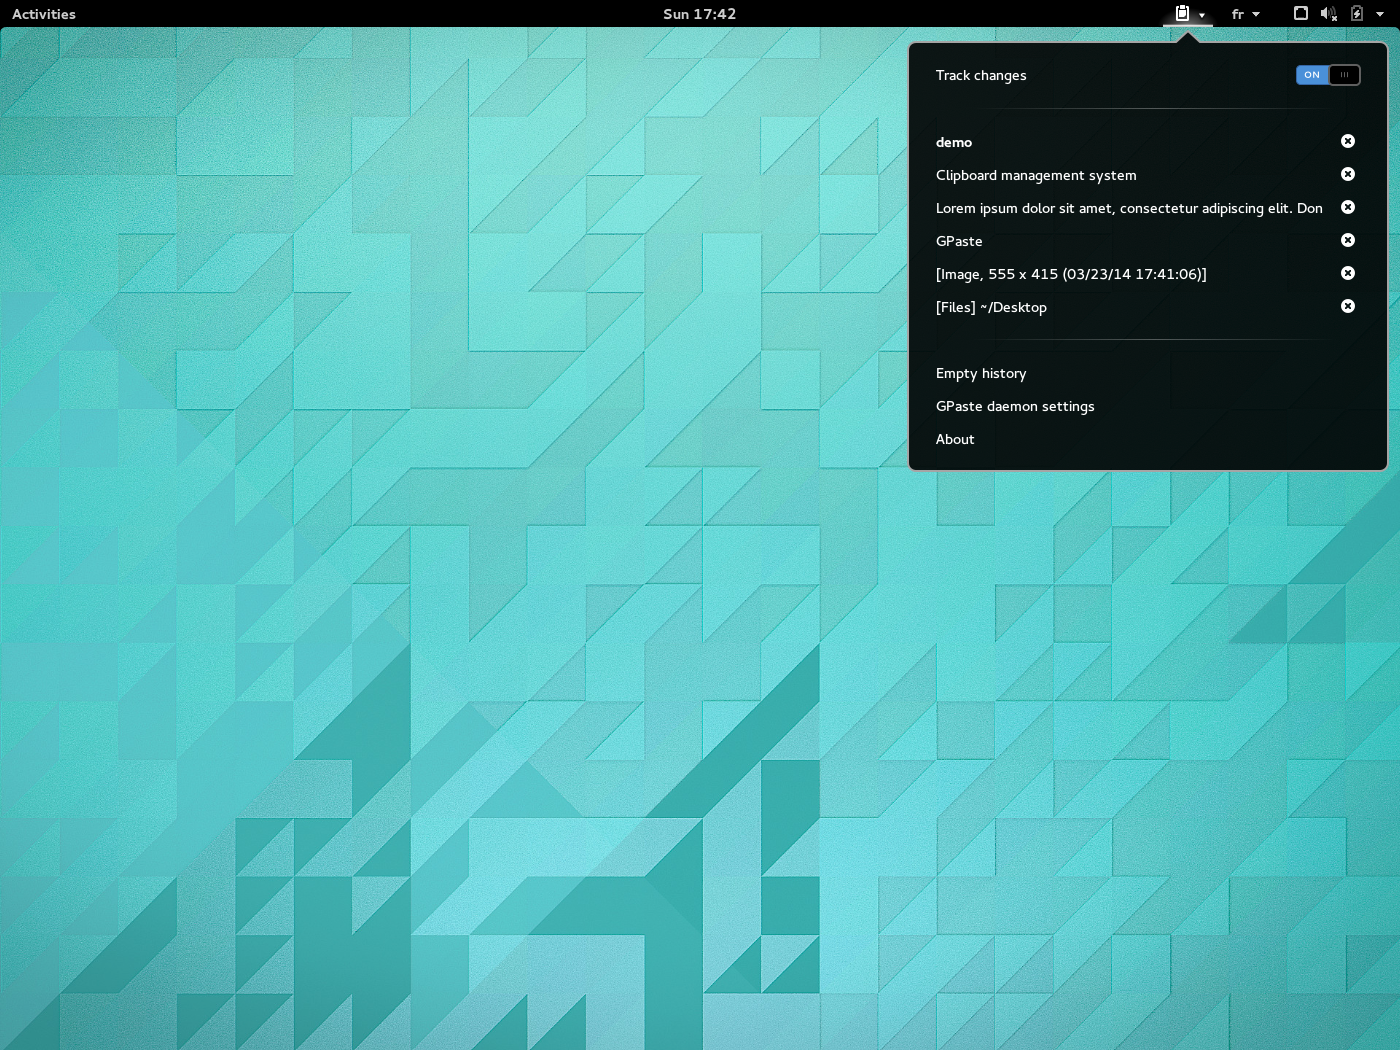 Activities
Sun 17:42
fr
Track changes
ON
demo
Clipboard management system
Lorem ipsum dolor sit amet, consectetur adipiscing elit. Don
GPaste
[Image, 555 x 415 (03/23/14 17:41:06)]
[Files] ~/Desktop
Empty history
GPaste daemon settings
About